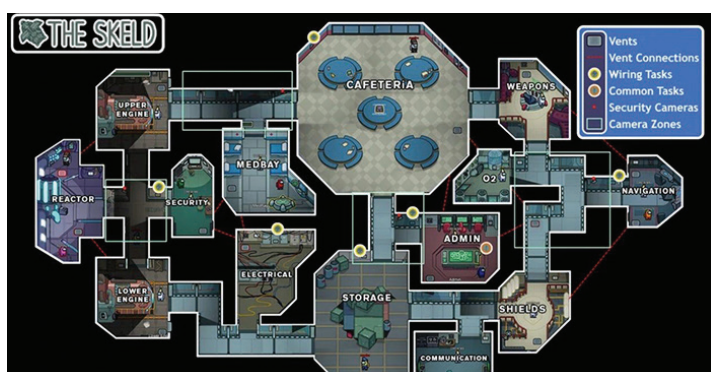 THE SKELD
Vents
Vent Connections
Wiring Tasks
Common Tasks
Security Cameras
Camera Zones
CAFETERiA
WEAPONS
UPPER
ENGINE
MEDBAY
O2
REACTOR
SECURITY
NAVIGATION
ADMIN
ELECTRICAL
LOWER
ENGINE
STORAGE
SHIELDS
COMMUNICATION